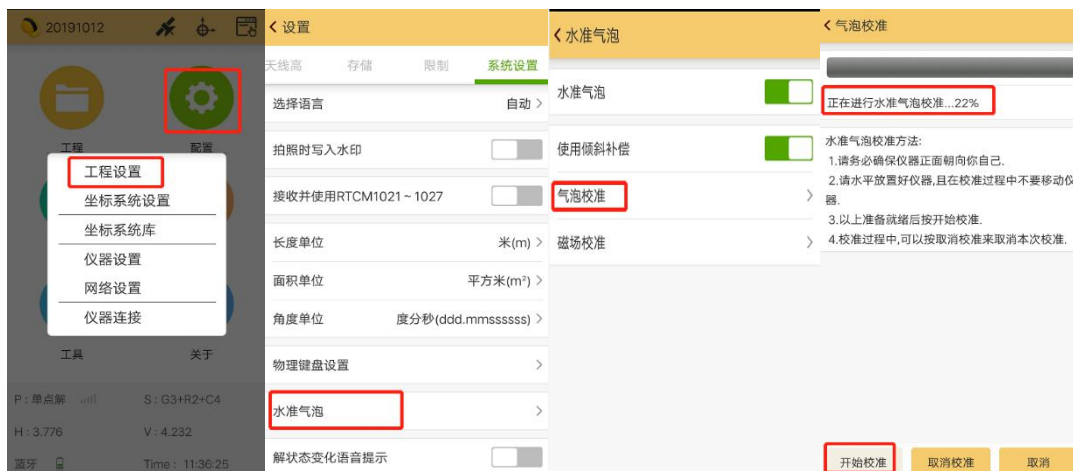 20191012
工程
配置
工程设置
坐标系统设置
坐标系统库
仪器设置
网络设置
仪器连接
工具
关于
P : 单点解
S : G3+R2+C4
H : 3.776
V : 4.232
蓝牙
Time : 11:36:25
设置
天线高
存储
限制
系统设置
选择语言
自动
拍照时写入水印
接收并使用RTCM1021 ~ 1027
长度单位
米(m)
面积单位
平方米(m²)
角度单位
度分秒(ddd.mmssssss)
物理键盘设置
水准气泡
解状态变化语音提示
水准气泡
水准气泡
使用倾斜补偿
气泡校准
磁场校准
气泡校准
正在进行水准气泡校准...22%
水准气泡校准方法:
1.请务必确保仪器正面朝向你自己.
2.请水平放置好仪器,且在校准过程中不要移动仪
器.
3.以上准备就绪后按开始校准.
4.校准过程中,可以按取消校准来取消本次校准.
开始校准
取消校准
取消